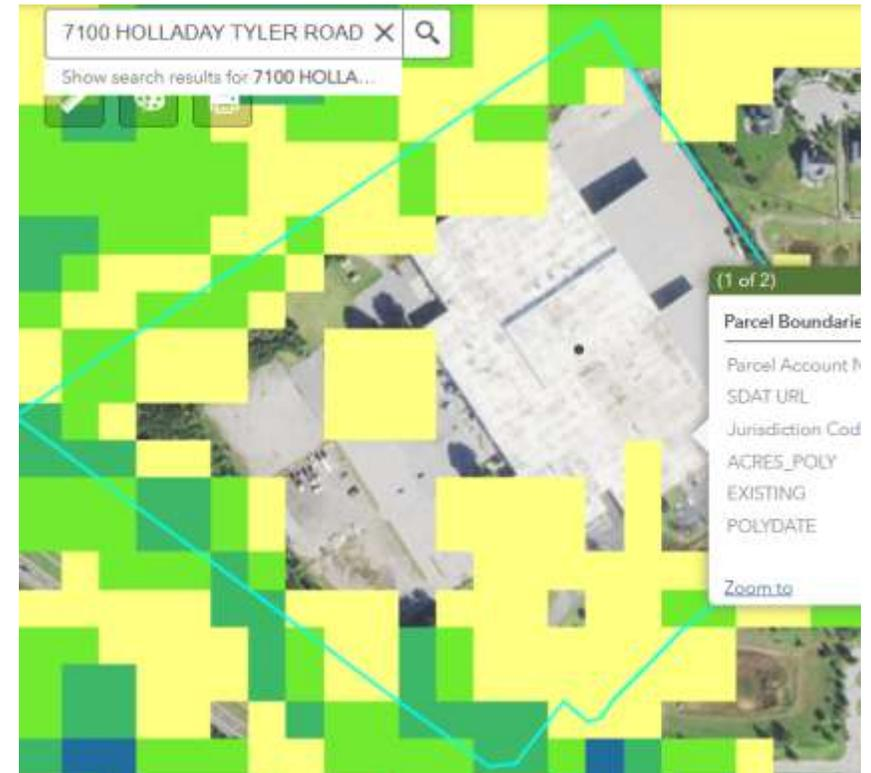 7100 HOLLADAY TYLER ROAD
Show search results for 7100 HOLLA...
(1 of 2)
Parcel Boundarie
Parcel Account N
SDAT URL
Jurisdiction Cod
ACRES_POLY
EXISTING
POLYDATE
Zoom to